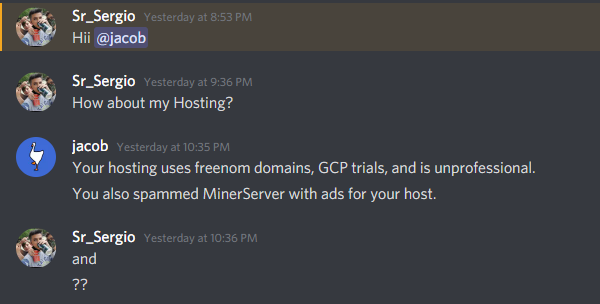 Sr_Sergio Yesterday at 8:53 PM
Hii @jacob
Sr_Sergio Yesterday at 9:36 PM
How about my Hosting?
jacob Yesterday at 10:35 PM
Your hosting uses freenom domains, GCP trials, and is unprofessional.
You also spammed MinerServer with ads for your host.
Sr_Sergio Yesterday at 10:36 PM
and
??